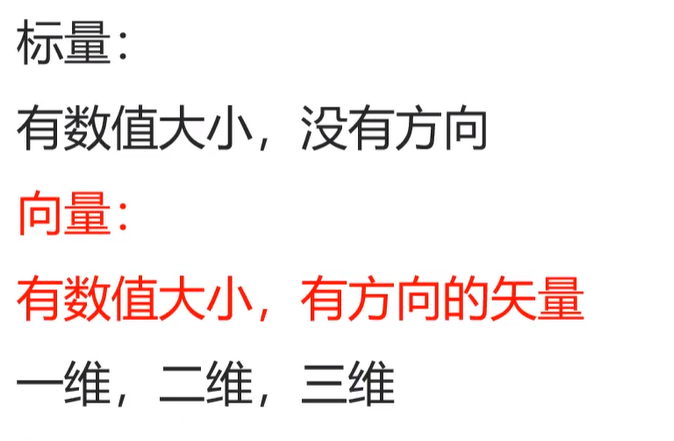 标量：
有数值大小，没有方向
向量：
有数值大小，有方向的矢量
一维，二维，三维